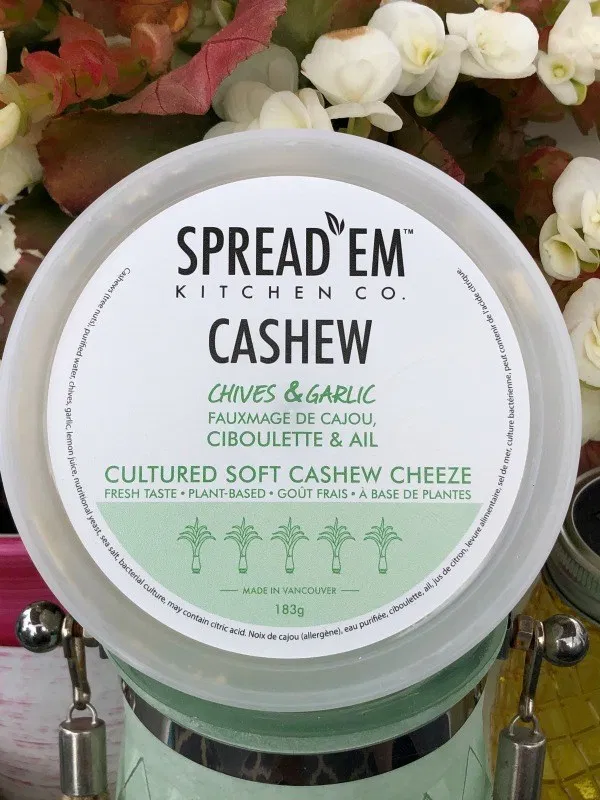 SPREAD'EM™
KITCHEN CO.
CASHEW
CHIVES & GARLIC
FAUXMAGE DE CAJOU,
CIBOULETTE & AIL
CULTURED SOFT CASHEW CHEEZE
FRESH TASTE • PLANT-BASED • GOÛT FRAIS • À BASE DE PLANTES
MADE IN VANCOUVER
183g
Cashews (tree nuts), purified water, chives, garlic, lemon juice, nutritional yeast, sea salt, bacterial culture, may contain citric acid. Noix de cajou (allergène), eau purifiée, ciboulette, ail, jus de citron, levure alimentaire, sel de mer, culture bactérienne, peut contenir de l'acide citrique.